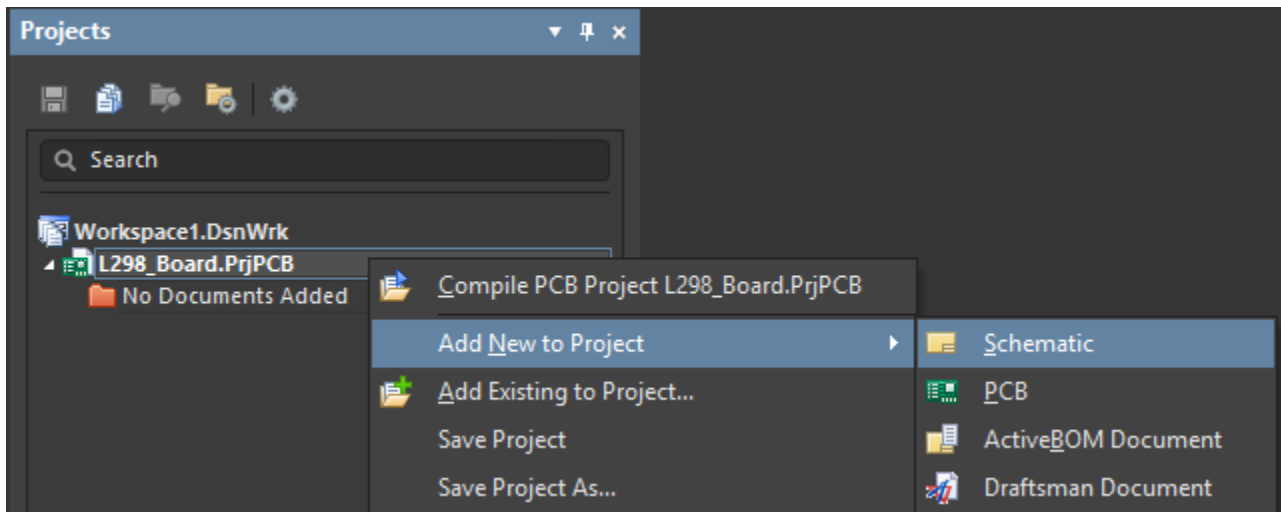 Projects
Search
Workspace1.DsnWrk
L298_Board.PrjPCB
No Documents Added
Compile PCB Project L298_Board.PrjPCB
Add New to Project
Add Existing to Project...
Save Project
Save Project As...
Schematic
PCB
ActiveBOM Document
Draftsman Document